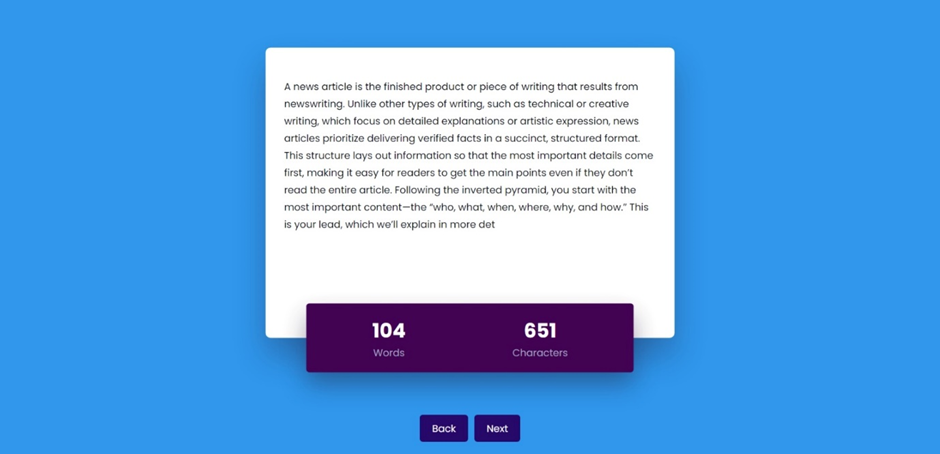 A news article is the finished product or piece of writing that results from
newswriting. Unlike other types of writing, such as technical or creative
writing, which focus on detailed explanations or artistic expression, news
articles prioritize delivering verified facts in a succinct, structured format.
This structure lays out information so that the most important details come
first, making it easy for readers to get the main points even if they don’t
read the entire article. Following the inverted pyramid, you start with the
most important content—the “who, what, when, where, why, and how.” This
is your lead, which we’ll explain in more det
104
Words
651
Characters
Back
Next